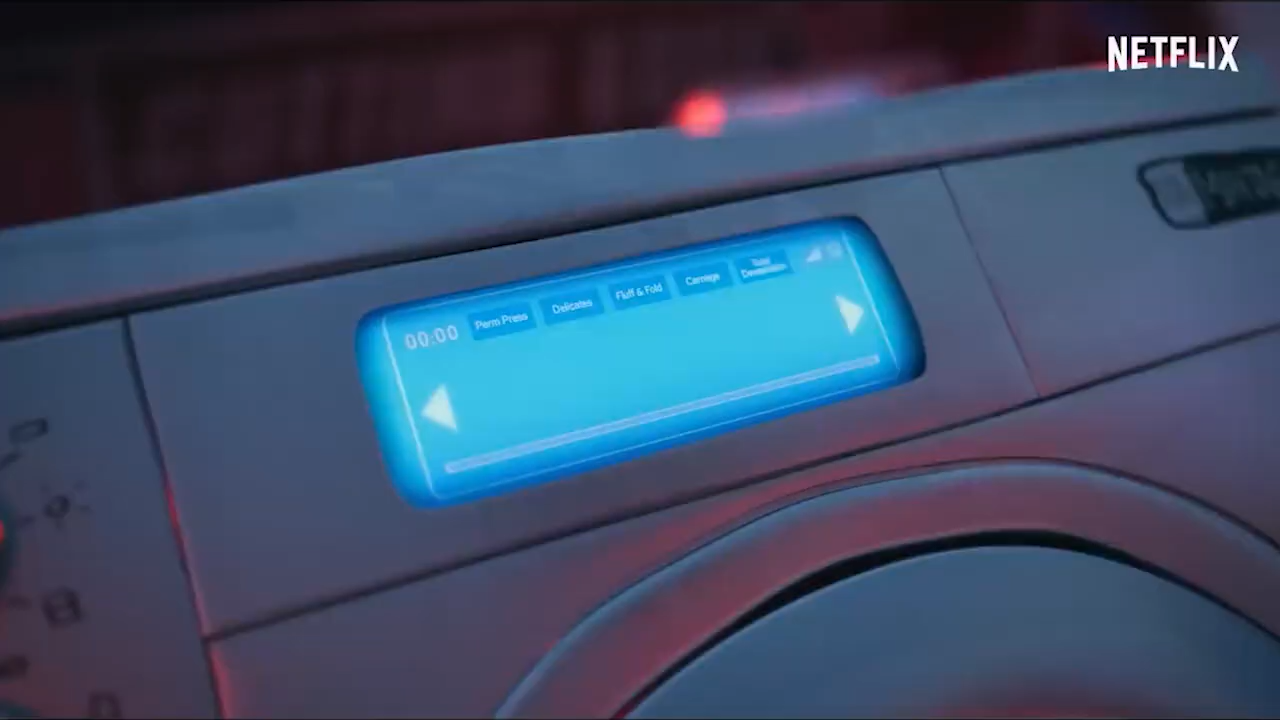 NETFLIX
00:00
Perm Press
Delicates
Fluff & Fold
Carnage
Total
Devastation